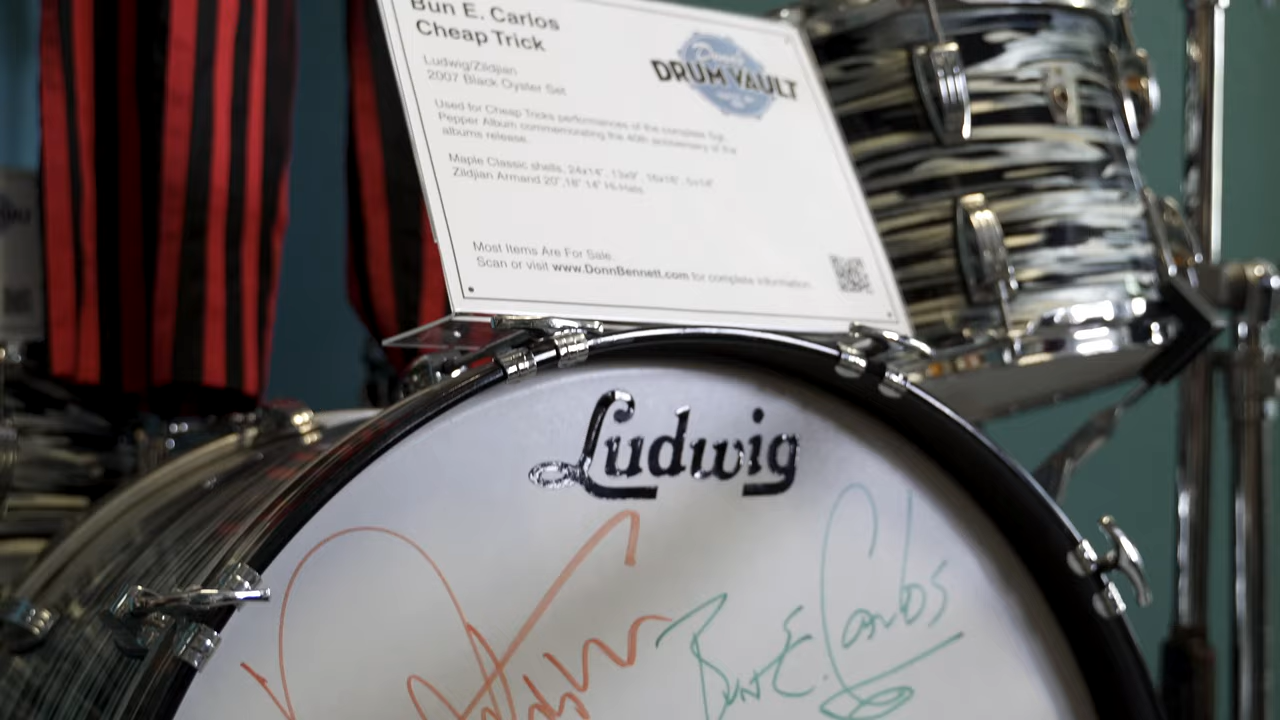 Bun E. Carlos
Cheap Trick
Ludwig/Zildjian
2007 Black Oyster Set
Used for Cheap Tricks performances of the complete Sgt.
Pepper Album commemorating the 40th anniversary of the
albums release.
Maple Classic shells, 24x14", 13x9", 16x16", 5x14"
Zildjian Armand 20",18" 14" Hi-Hats
Most Items Are For Sale.
Scan or visit www.DonnBennett.com for complete information.
Donn Bennett's
DRUM VAULT
Ludwig
Bun E. Carlos